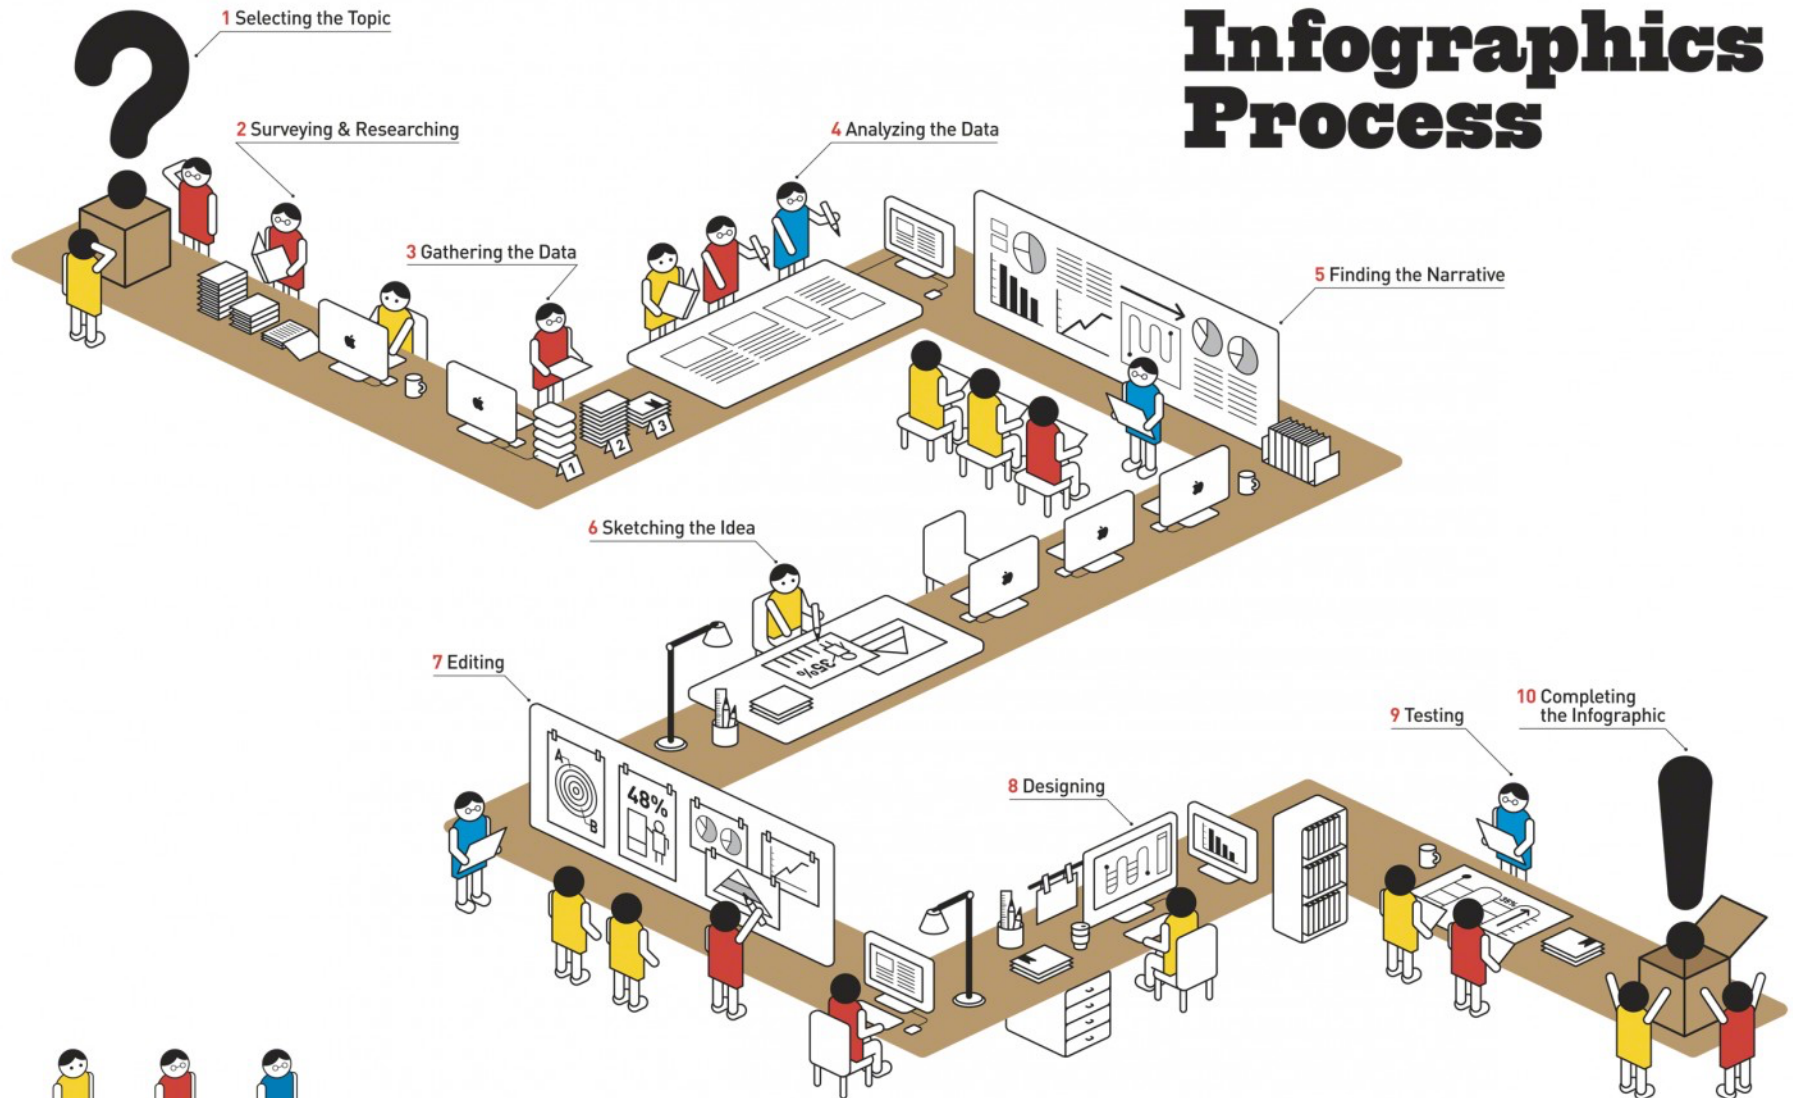 Infographics
Process
1 Selecting the Topic
2 Surveying & Researching
3 Gathering the Data
4 Analyzing the Data
5 Finding the Narrative
1
2
3
6 Sketching the Idea
35%
7 Editing
A
B
48%
8 Designing
9 Testing
38%
10 Completing
the Infographic